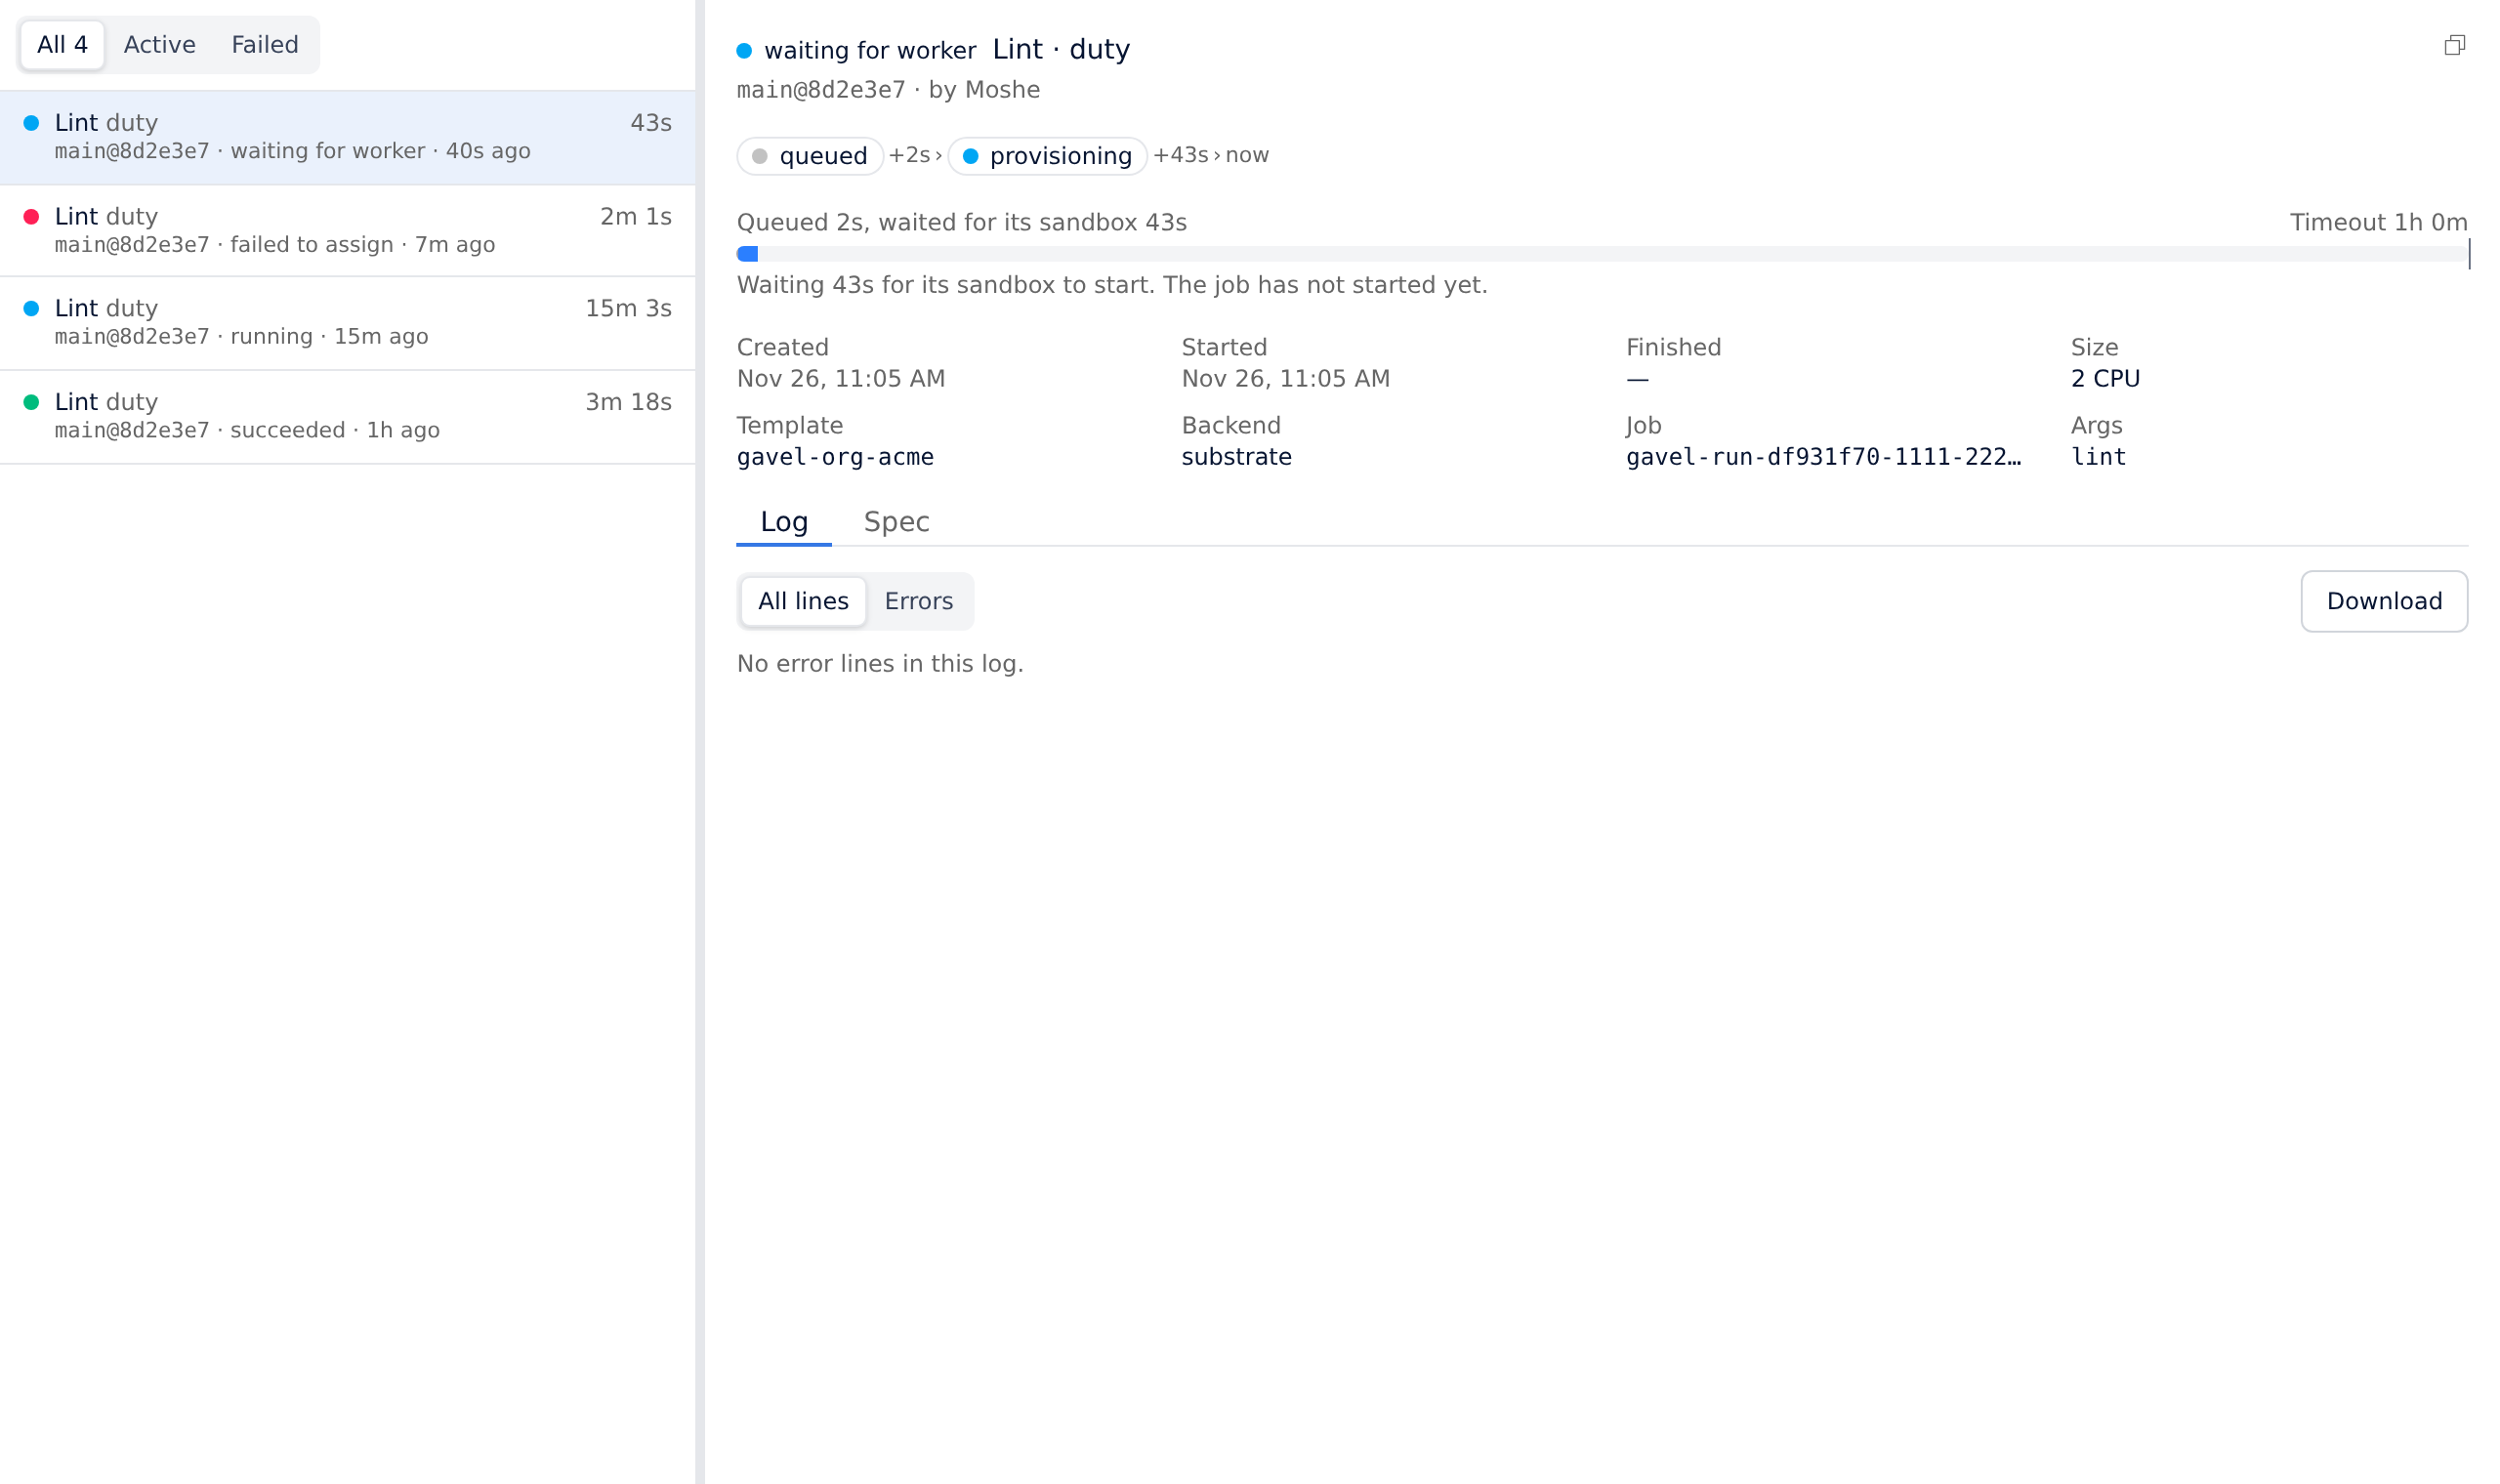 All 4 Active Failed
Lint duty 43s
main@8d2e3e7 · waiting for worker · 40s ago
Lint duty 2m 1s
main@8d2e3e7 · failed to assign · 7m ago
Lint duty 15m 3s
main@8d2e3e7 · running · 15m ago
Lint duty 3m 18s
main@8d2e3e7 · succeeded · 1h ago
waiting for worker Lint · duty
main@8d2e3e7 · by Moshe
queued +2s › provisioning +43s › now
Queued 2s, waited for its sandbox 43s Timeout 1h 0m
Waiting 43s for its sandbox to start. The job has not started yet.
Created Started Finished Size
Nov 26, 11:05 AM Nov 26, 11:05 AM — 2 CPU
Template Backend Job Args
gavel-org-acme substrate gavel-run-df931f70-1111-222… lint
Log Spec
All lines Errors Download
No error lines in this log.